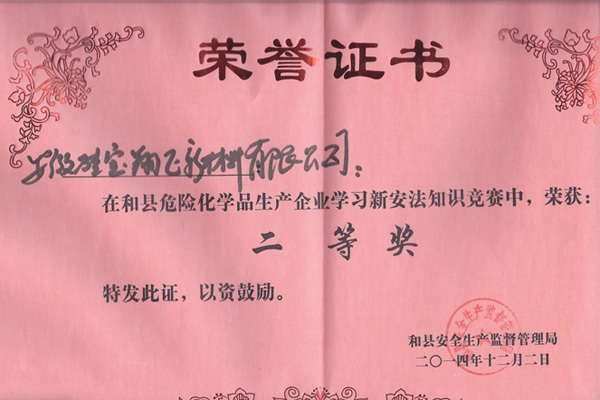 荣誉证书
安徽硅宝翔飞新材料有限公司：
在和县危险化学品生产企业学习新安法知识竞赛中，荣获：
二等奖
特发此证，以资鼓励。
和县安全生产监督管理局
二〇一四年十二月二日